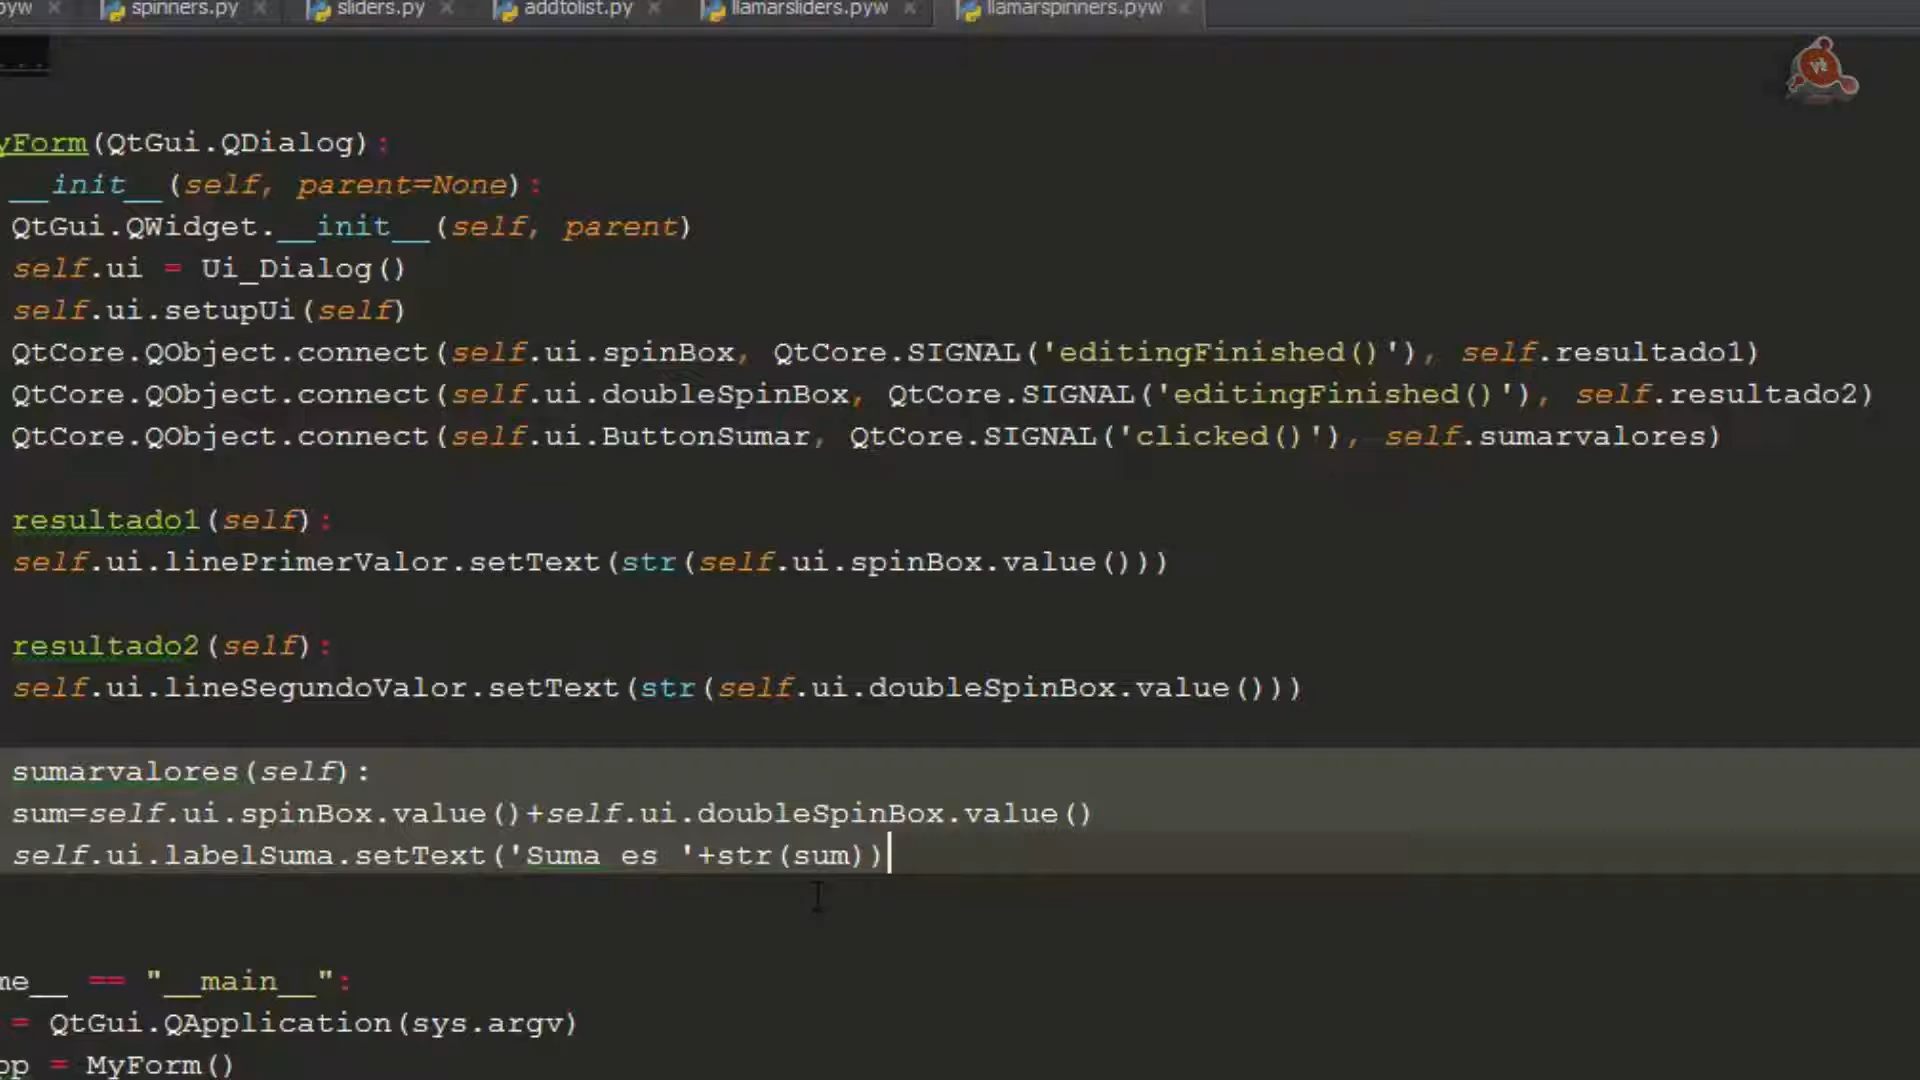 pyw spinners.py sliders.py addtolist.py llamarsliders.pyw llamarspinners.pyw
yForm(QtGui.QDialog):
__init__(self, parent=None):
QtGui.QWidget.__init__(self, parent)
self.ui = Ui_Dialog()
self.ui.setupUi(self)
QtCore.QObject.connect(self.ui.spinBox, QtCore.SIGNAL('editingFinished()'), self.resultado1)
QtCore.QObject.connect(self.ui.doubleSpinBox, QtCore.SIGNAL('editingFinished()'), self.resultado2)
QtCore.QObject.connect(self.ui.ButtonSumar, QtCore.SIGNAL('clicked()'), self.sumarvalores)
resultado1(self):
self.ui.linePrimerValor.setText(str(self.ui.spinBox.value()))
resultado2(self):
self.ui.lineSegundoValor.setText(str(self.ui.doubleSpinBox.value()))
sumarvalores(self):
sum=self.ui.spinBox.value()+self.ui.doubleSpinBox.value()
self.ui.labelSuma.setText('Suma es '+str(sum))
me__ == "__main__":
= QtGui.QApplication(sys.argv)
pp = MyForm()